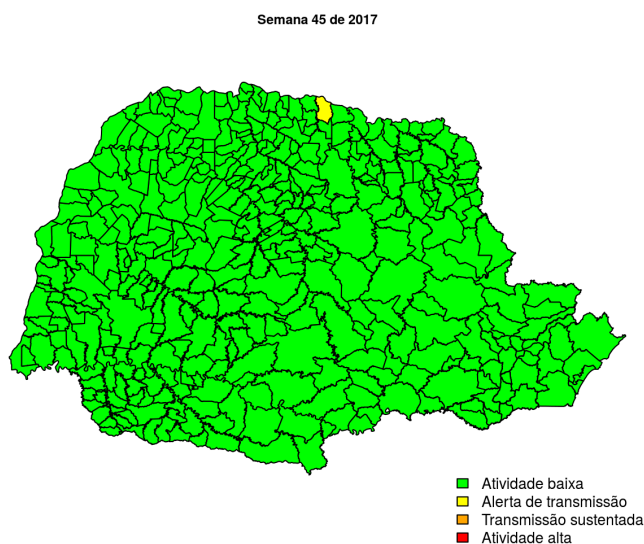 Semana 45 de 2017
Atividade baixa
Alerta de transmissão
Transmissão sustentada
Atividade alta